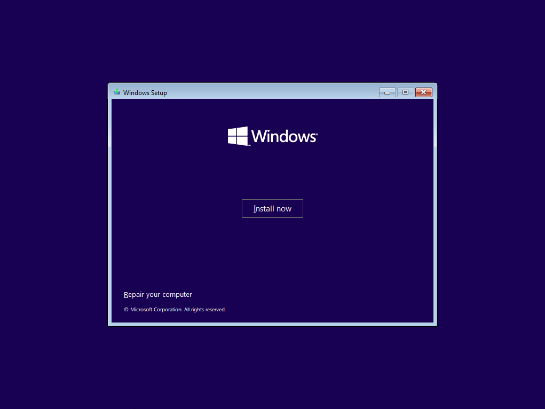 Windows Setup
Windows®
Install now
Repair your computer
© Microsoft Corporation. All rights reserved.